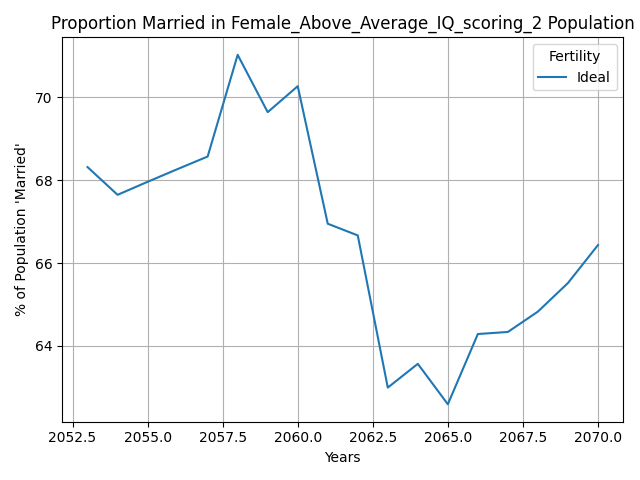 Proportion Married in Female_Above_Average_IQ_scoring_2 Population
Fertility
Ideal
% of Population 'Married'
70
68
66
64
2052.5 2055.0 2057.5 2060.0 2062.5 2065.0 2067.5 2070.0
Years